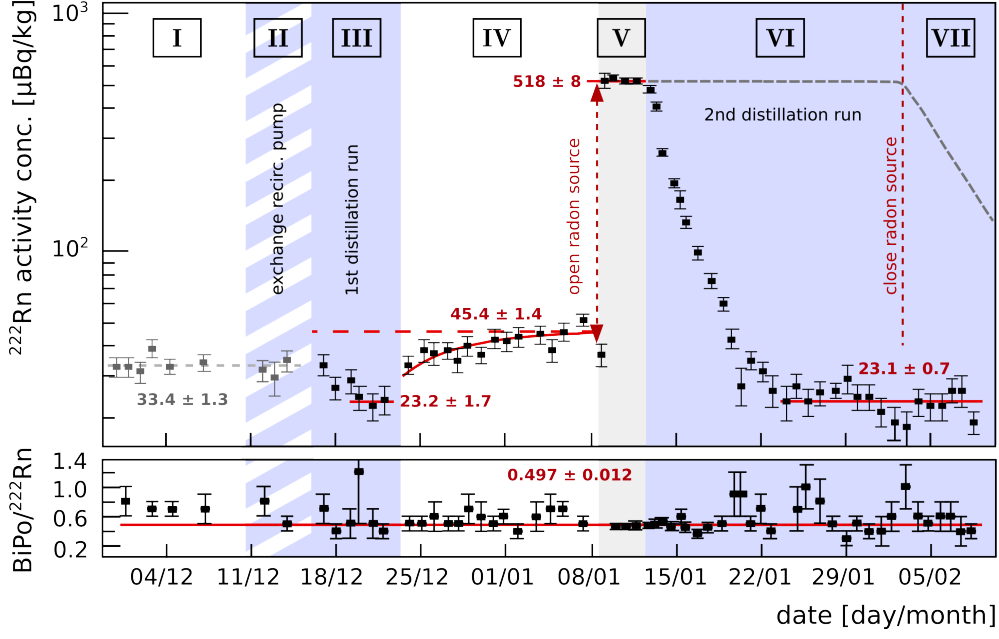 10³
I II III IV V VI VII
518 ± 8
2nd distillation run
exchange recirc. pump
1st distillation run
open radon source
close radon source
²²²Rn activity conc. [μBq/kg]
10²
45.4 ± 1.4
33.4 ± 1.3
23.2 ± 1.7
23.1 ± 0.7
BiPo/²²²Rn
1.4
1.0
0.6
0.2
0.497 ± 0.012
04/12 11/12 18/12 25/12 01/01 08/01 15/01 22/01 29/01 05/02
date [day/month]